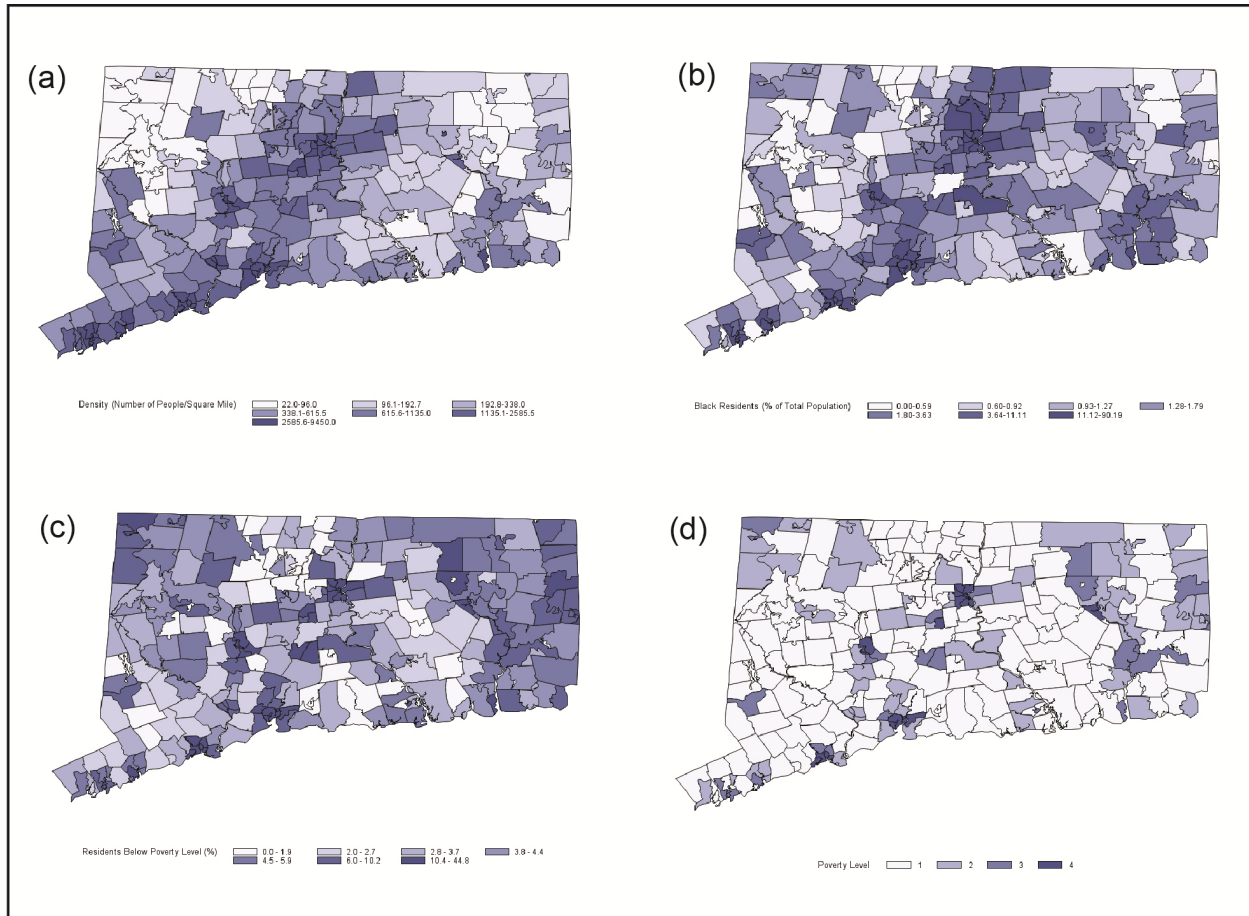 (a)
(b)
Density (Number of People/Square Mile) 22.0-96.0 96.1-192.7 192.8-338.0
338.1-615.5 615.6-1135.0 1135.1-2585.5
2585.6-9450.0
Black Residents (% of Total Population) 0.00-0.59 0.60-0.92 0.93-1.27 1.28-1.79
1.80-3.63 3.64-11.11 11.12-90.19
(c)
(d)
Residents Below Poverty Level (%) 0.0 - 1.9 2.0 - 2.7 2.8 - 3.7 3.8 - 4.4
4.5 - 5.9 6.0 - 10.2 10.4 - 44.8
Poverty Level 1 2 3 4